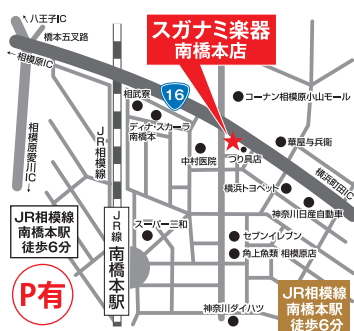 ↗八王子IC
橋本五叉路
←相模原IC
スガナミ楽器
南橋本店
16
相武寮
コーナン相模原小山モール
ディナ・スカーラ
南橋本
JR相模線
中村医院
つり具店
華屋与兵衛
相模原愛川IC→
横浜トヨペット
横浜町田IC→
神奈川日産自動車
JR相模線
南橋本駅
徒歩6分
JR線
南橋本駅
スーパー三和
セブンイレブン
角上魚類 相模原店
P有
神奈川ダイハツ
JR相模線
南橋本駅
徒歩6分